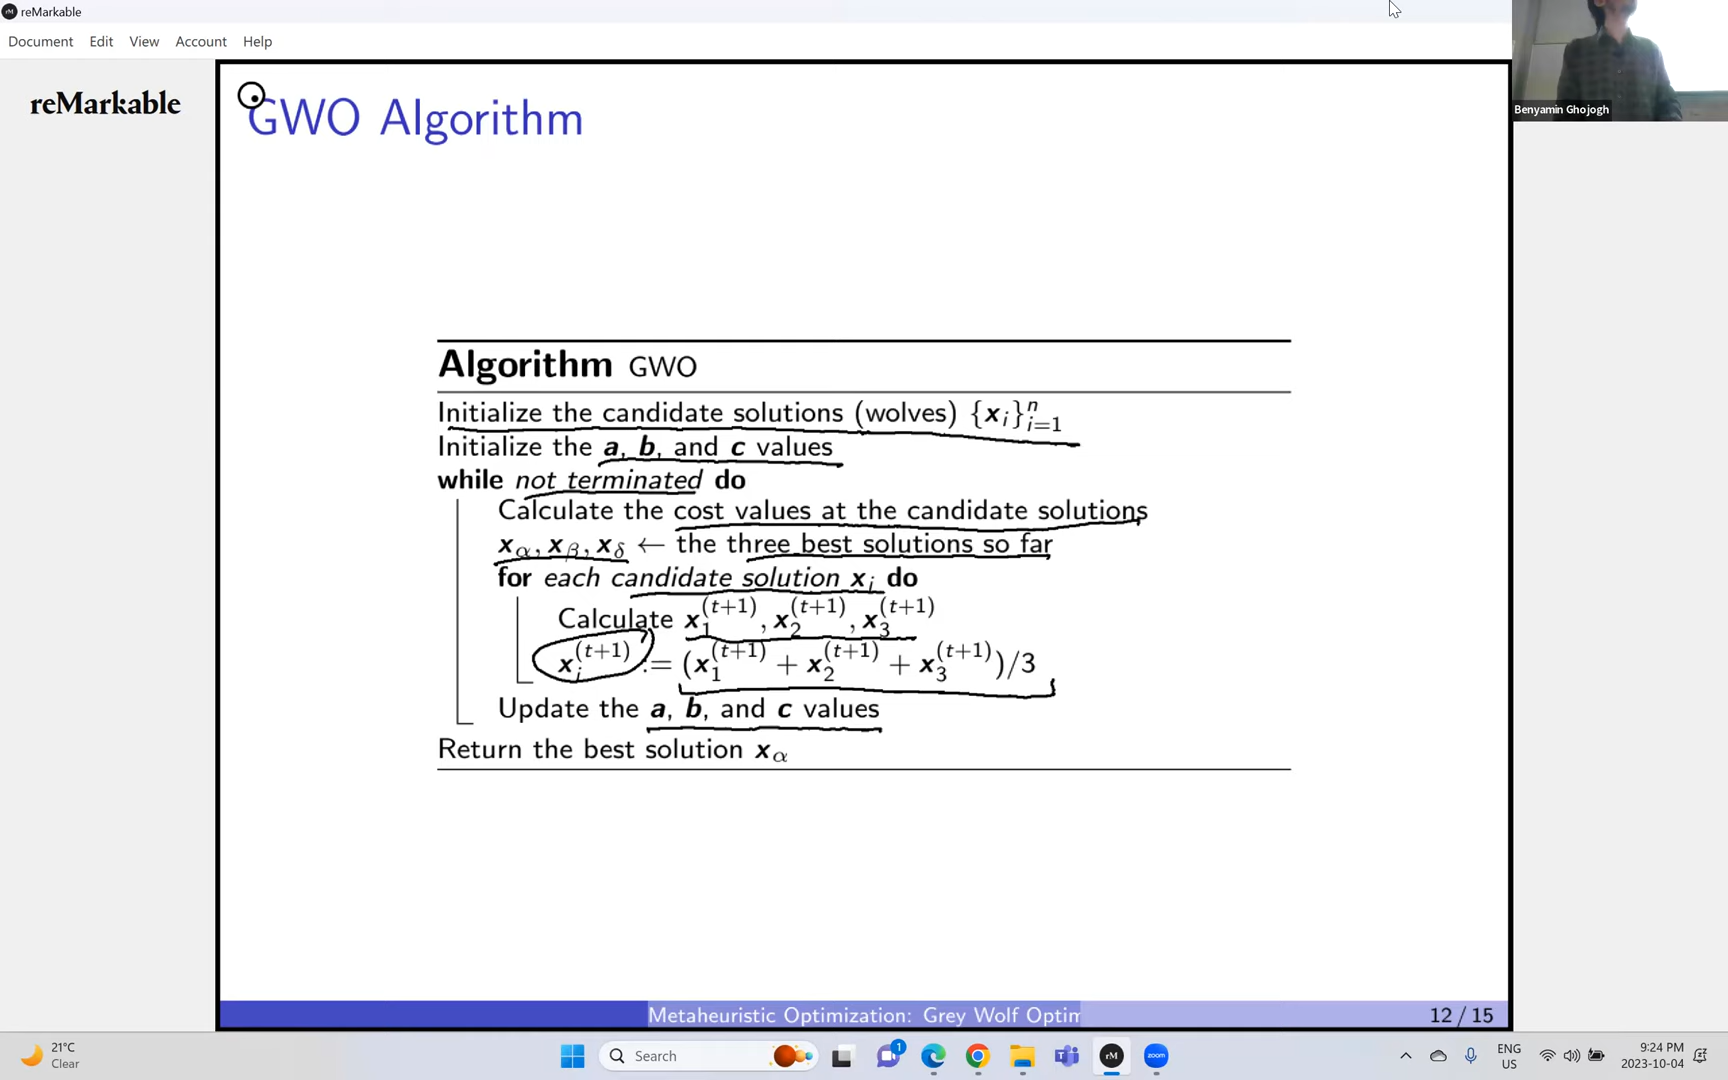 reMarkable
Document Edit View Account Help
reMarkable
GWO Algorithm
Benyamin Ghojogh
Algorithm GWO
Initialize the candidate solutions (wolves) {x_i}_{i=1}^n
Initialize the a, b, and c values
while not terminated do
Calculate the cost values at the candidate solutions
x_α, x_β, x_δ ← the three best solutions so far
for each candidate solution x_i do
Calculate x_1^{(t+1)}, x_2^{(t+1)}, x_3^{(t+1)}
x_i^{(t+1)} := (x_1^{(t+1)} + x_2^{(t+1)} + x_3^{(t+1)})/3
Update the a, b, and c values
Return the best solution x_α
Metaheuristic Optimization: Grey Wolf Optim 12 / 15
21°C
Clear
Search
1
rM
zoom
ENG
US
9:24 PM
2023-10-04